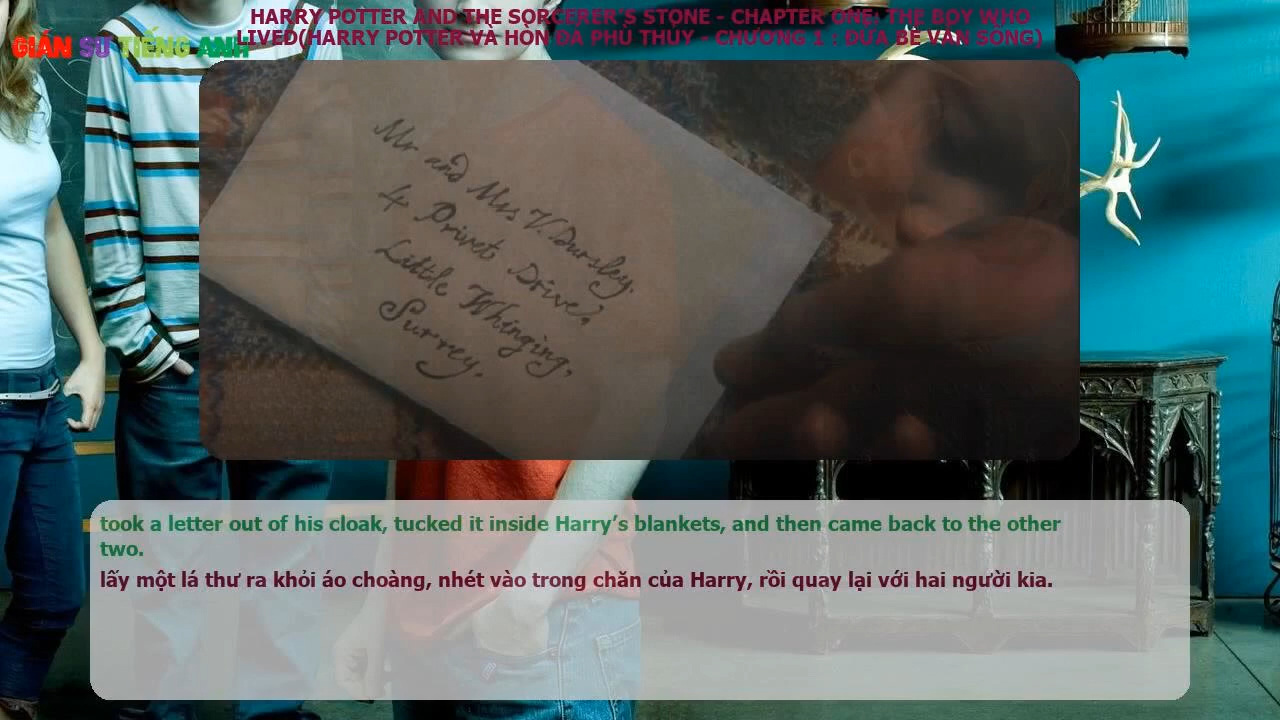 HARRY POTTER AND THE SORCERER'S STONE - CHAPTER ONE: THE BOY WHO
LIVED(HARRY POTTER VÀ HÒN ĐÁ PHÙ THỦY - CHƯƠNG 1 : ĐỨA BÉ VẪN SỐNG)
GIÁN SƯ TIẾNG ANH
Mr and Mrs V. Dursley.
4 Privet Drive,
Little Whinging,
Surrey.
took a letter out of his cloak, tucked it inside Harry’s blankets, and then came back to the other
two.
lấy một lá thư ra khỏi áo choàng, nhét vào trong chăn của Harry, rồi quay lại với hai người kia.